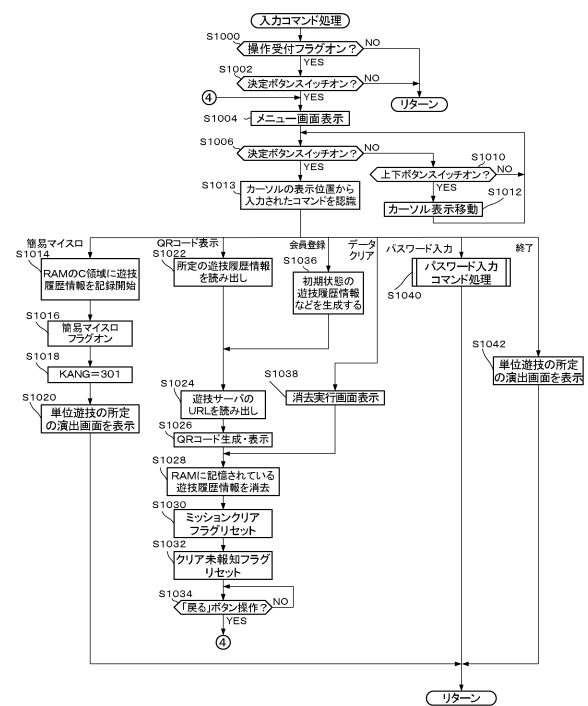 入力コマンド処理
S1000
操作受付フラグオン？
NO
YES
S1002
決定ボタンスイッチオン？
NO
YES
④
リターン
S1004
メニュー画面表示
S1006
決定ボタンスイッチオン？
NO
YES
S1010
上下ボタンスイッチオン？
NO
YES
S1012
カーソル表示移動
S1013
カーソルの表示位置から
入力されたコマンドを認識
簡易マイスロ
S1014
RAMのC領域に遊技
履歴情報を記録開始
S1016
簡易マイスロ
フラグオン
S1018
KANG＝301
S1020
単位遊技の所定
の演出画面を表示
QRコード表示
S1022
所定の遊技履歴情報
を読み出し
会員登録
S1036
初期状態の
遊技履歴情報
などを生成する
データ
クリア
S1038
消去実行画面表示
パスワード入力
S1040
パスワード入力
コマンド処理
終了
S1042
単位遊技の所定
の演出画面を表示
S1024
遊技サーバの
URLを読み出し
S1026
QRコード生成・表示
S1028
RAMに記憶されている
遊技履歴情報を消去
S1030
ミッションクリア
フラグリセット
S1032
クリア未報知フラグ
リセット
S1034
「戻る」ボタン操作？
NO
YES
④
リターン